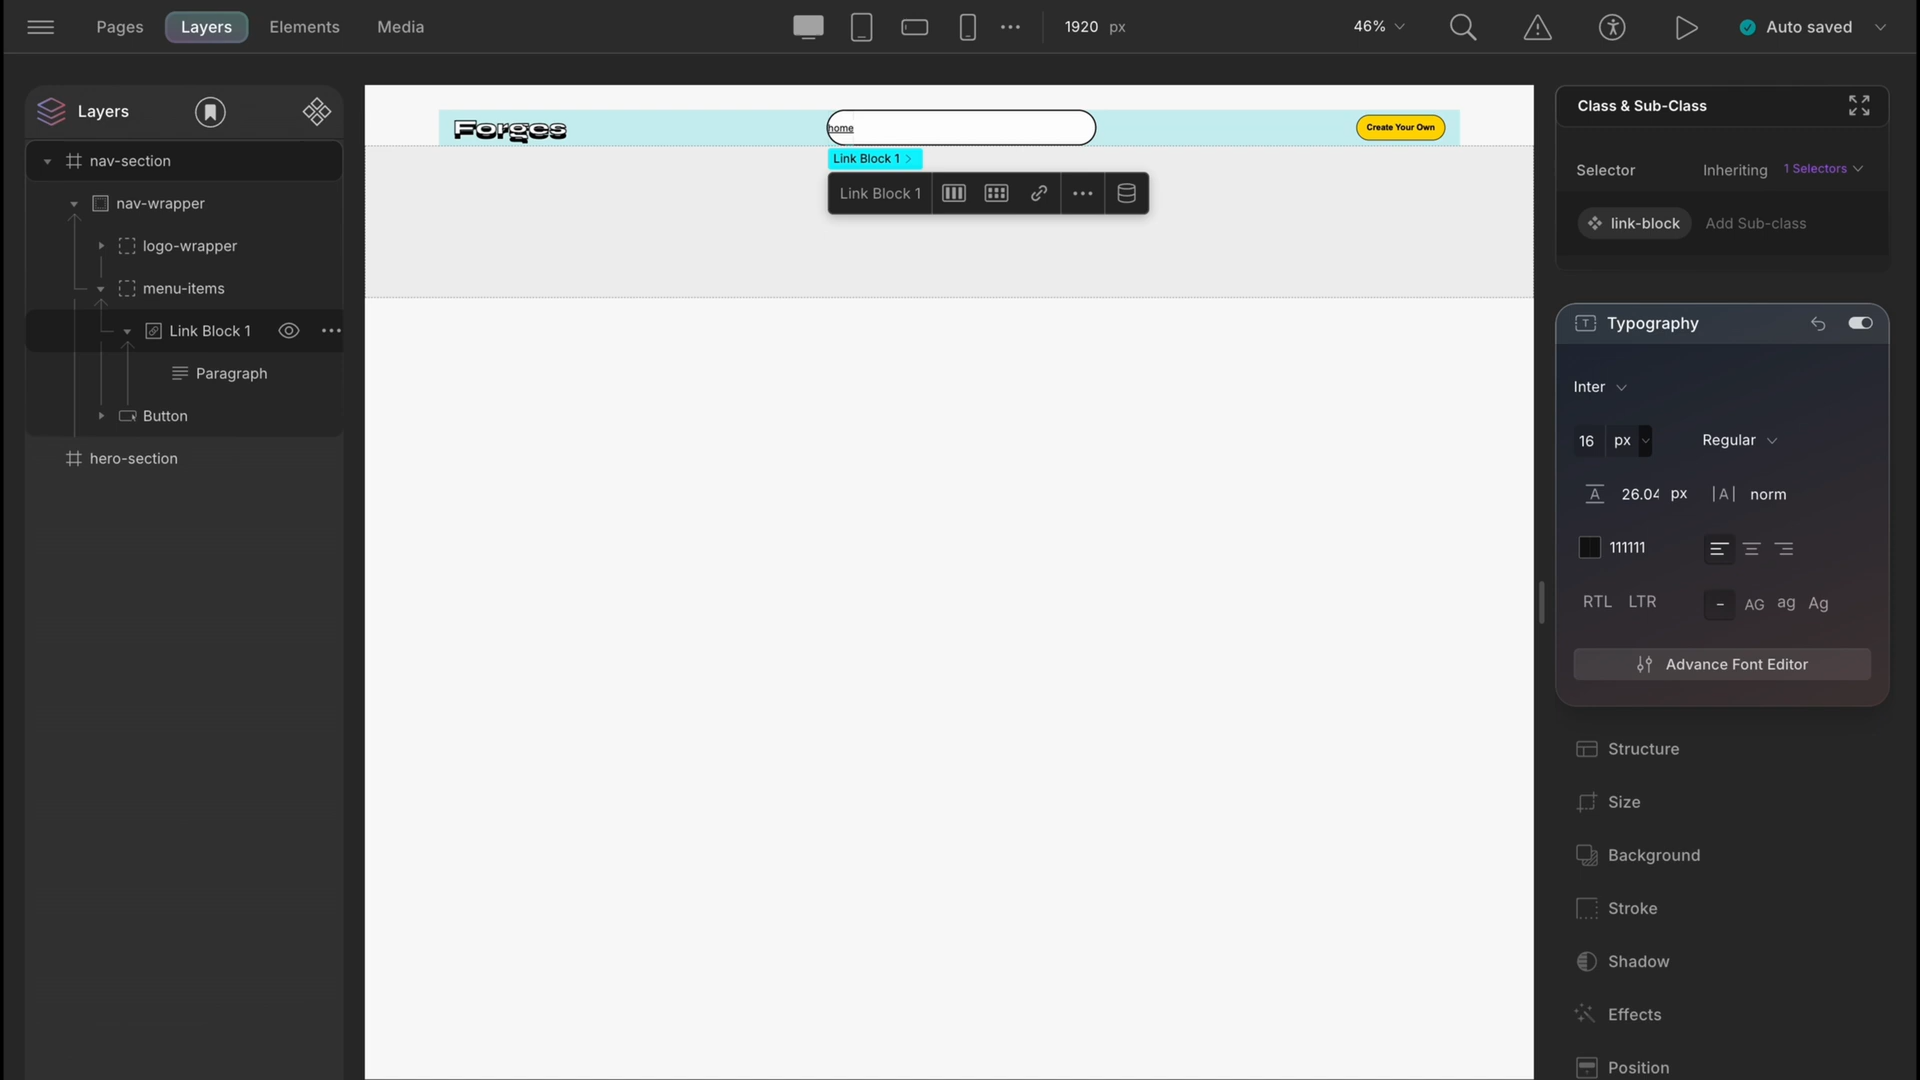 Pages
Layers
Elements
Media
1920 px
46%
Auto saved
Layers
nav-section
nav-wrapper
logo-wrapper
menu-items
Link Block 1
Paragraph
Button
hero-section
Forges
home
Create Your Own
Link Block 1
Link Block 1
Class & Sub-Class
Selector
Inheriting
1 Selectors
link-block
Add Sub-class
Typography
Inter
16 px
Regular
26.04 px
|A| norm
111111
RTL LTR
- AG ag Ag
Advance Font Editor
Structure
Size
Background
Stroke
Shadow
Effects
Position